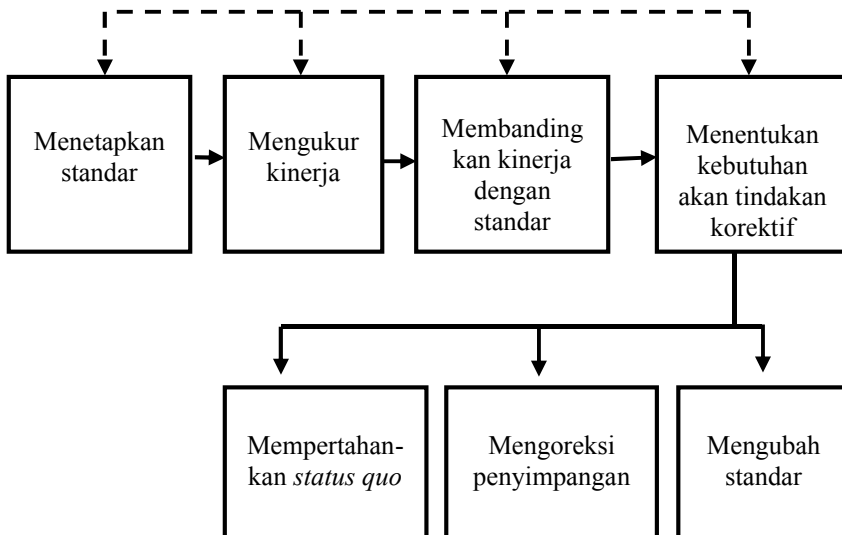 Menetapkan
standar
Mengukur
kinerja
Membanding
kan kinerja
dengan
standar
Menentukan
kebutuhan
akan tindakan
korektif
Mempertahan-
kan status quo
Mengoreksi
penyimpangan
Mengubah
standar